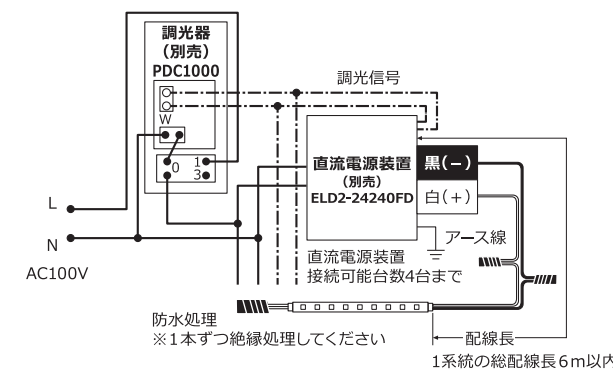 調光器
(別売)
PDC1000
W
0
1
3
調光信号
直流電源装置
(別売)
ELD2-24240FD
黒(−)
白(+)
アース線
L
N
AC100V
直流電源装置
接続可能台数4台まで
防水処理
※1本ずつ絶縁処理してください
配線長
1系統の総配線長6m以内